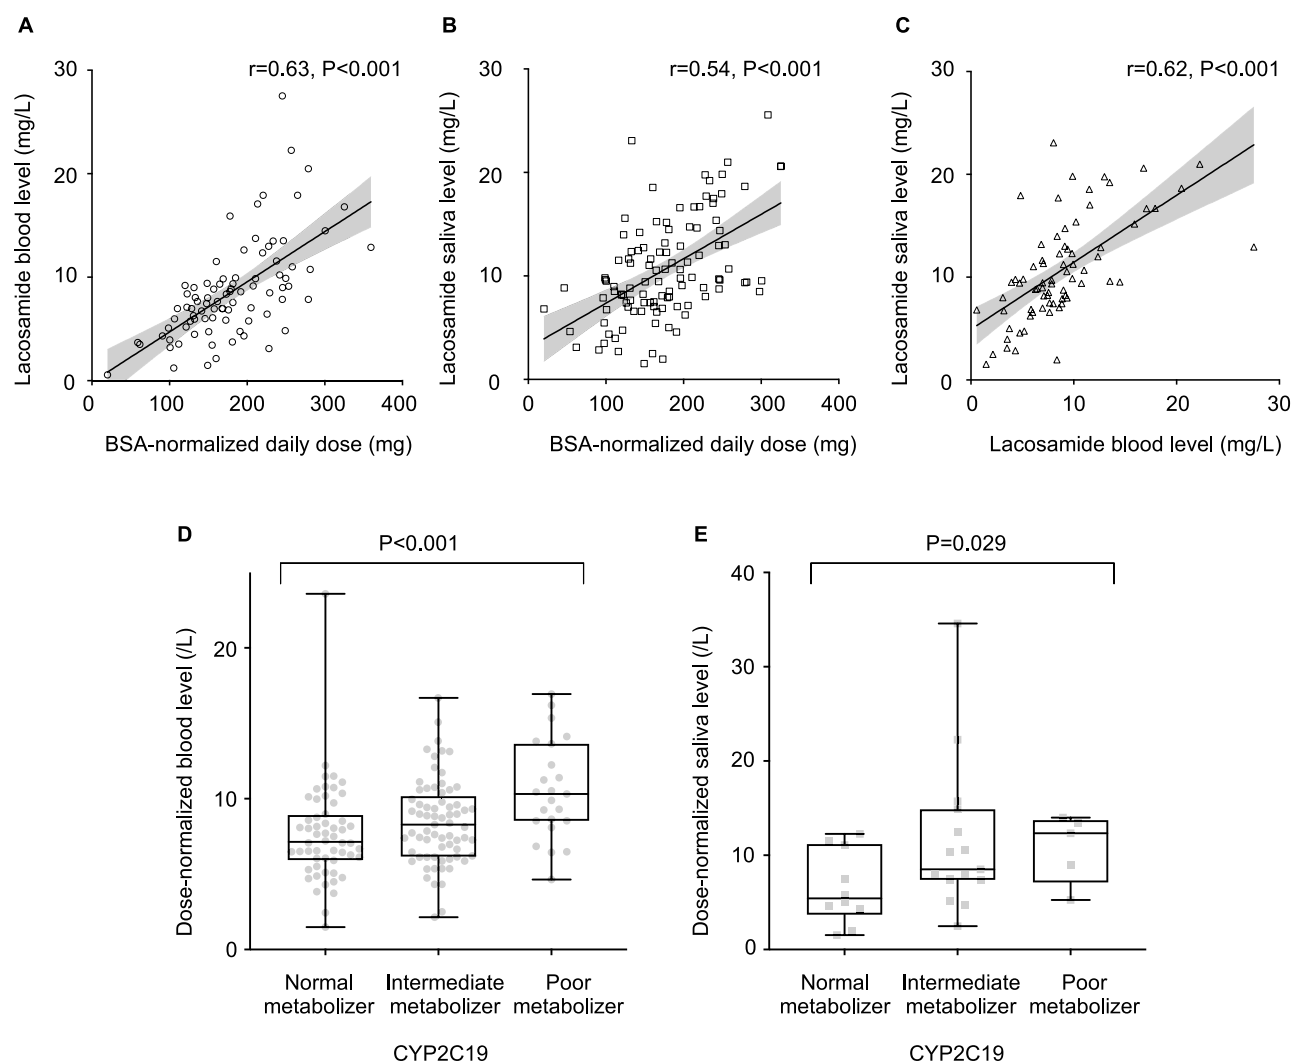 A
B
C
r=0.63, P<0.001
r=0.54, P<0.001
r=0.62, P<0.001
Lacosamide blood level (mg/L)
30
20
10
0
0 100 200 300 400
BSA-normalized daily dose (mg)
Lacosamide saliva level (mg/L)
30
20
10
0
0 100 200 300 400
BSA-normalized daily dose (mg)
Lacosamide saliva level (mg/L)
30
20
10
0
0 10 20 30
Lacosamide blood level (mg/L)
D
P<0.001
Dose-normalized blood level (/L)
20
10
0
Normal metabolizer
Intermediate metabolizer
Poor metabolizer
CYP2C19
E
P=0.029
Dose-normalized saliva level (/L)
40
30
20
10
0
Normal metabolizer
Intermediate metabolizer
Poor metabolizer
CYP2C19